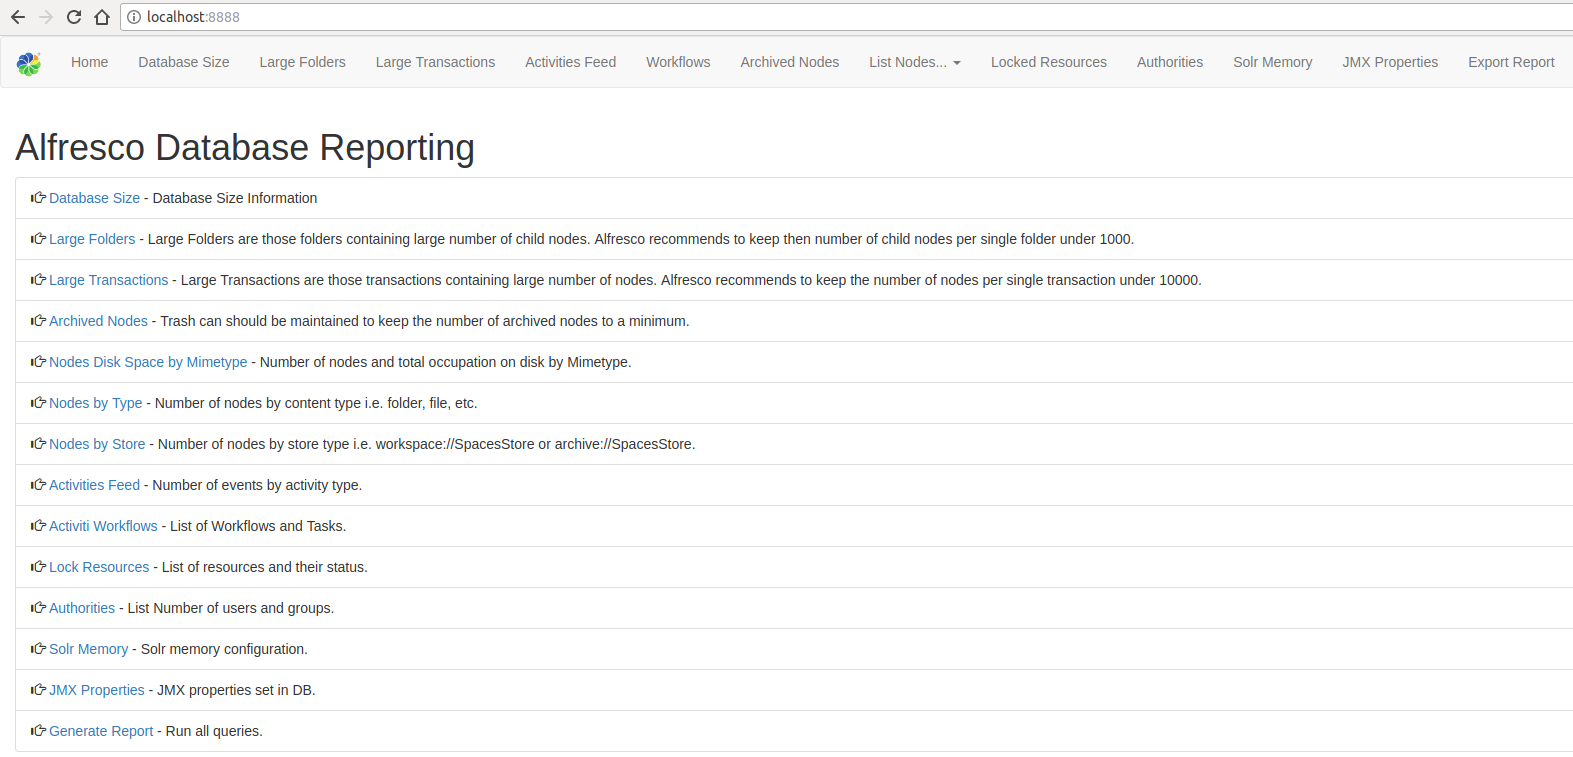 localhost:8888
Home Database Size Large Folders Large Transactions Activities Feed Workflows Archived Nodes List Nodes... Locked Resources Authorities Solr Memory JMX Properties Export Report
Alfresco Database Reporting
Database Size - Database Size Information
Large Folders - Large Folders are those folders containing large number of child nodes. Alfresco recommends to keep then number of child nodes per single folder under 1000.
Large Transactions - Large Transactions are those transactions containing large number of nodes. Alfresco recommends to keep the number of nodes per single transaction under 10000.
Archived Nodes - Trash can should be maintained to keep the number of archived nodes to a minimum.
Nodes Disk Space by Mimetype - Number of nodes and total occupation on disk by Mimetype.
Nodes by Type - Number of nodes by content type i.e. folder, file, etc.
Nodes by Store - Number of nodes by store type i.e. workspace://SpacesStore or archive://SpacesStore.
Activities Feed - Number of events by activity type.
Activiti Workflows - List of Workflows and Tasks.
Lock Resources - List of resources and their status.
Authorities - List Number of users and groups.
Solr Memory - Solr memory configuration.
JMX Properties - JMX properties set in DB.
Generate Report - Run all queries.